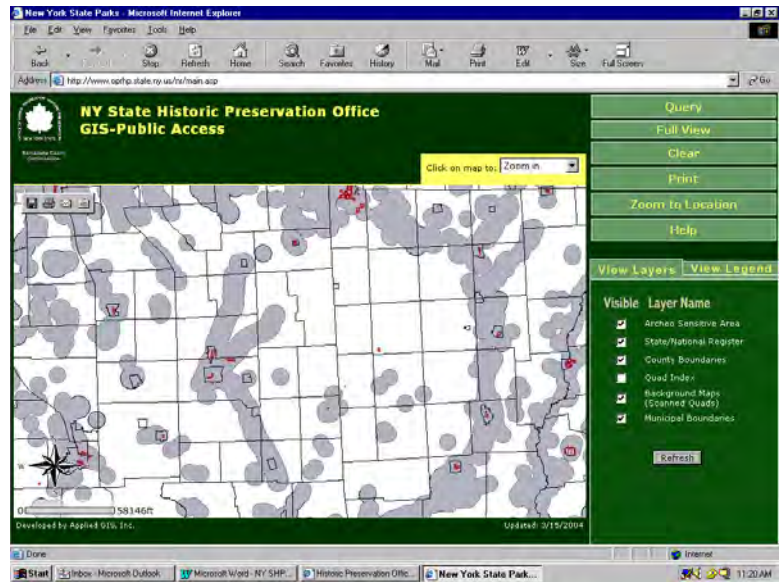 New York State Parks - Microsoft Internet Explorer
File Edit View Favorites Tools Help
Back Stop Refresh Home Search Favorites History Mail Print Edit Size Full Screen
Address http://www.oprhp.state.ny.us/nr/main.asp Go
NY State Historic Preservation Office
GIS-Public Access
Click on map to: Zoom in
Query
Full View
Clear
Print
Zoom to Location
Help
View Layers View Legend
Visible Layer Name
Archeo Sensitive Area
State/National Register
County Boundaries
Quad Index
Background Maps
(Scanned Quads)
Municipal Boundaries
Refresh
N
W
0 58146ft
Developed by Applied GIS, Inc. Updated: 3/15/2004
Done Internet
Start Inbox - Microsoft Outlook Microsoft Word - NY SHP... Historic Preservation Offic... New York State Park... 11:20 AM